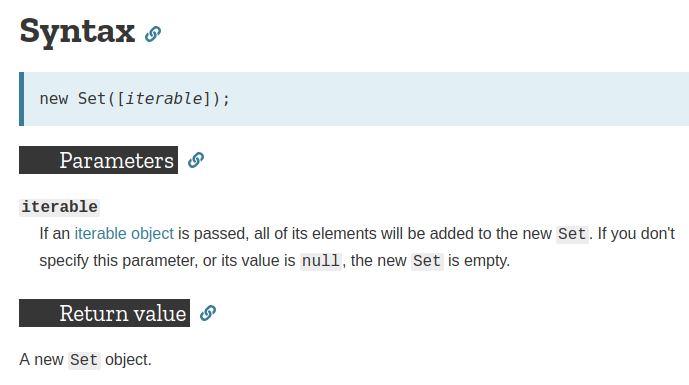 Syntax
new Set([iterable]);
Parameters
iterable
If an iterable object is passed, all of its elements will be added to the new Set. If you don't
specify this parameter, or its value is null, the new Set is empty.
Return value
A new Set object.